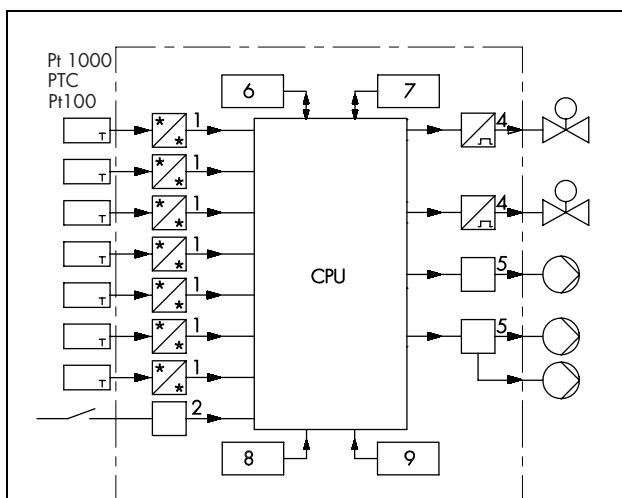 Pt 1000
PTC
Pt100
6 7
T * * 1 4
T * * 1
T * * 1 4
T * * 1
CPU 5
T * * 1
T * * 1 5
T * * 1
2
8 9